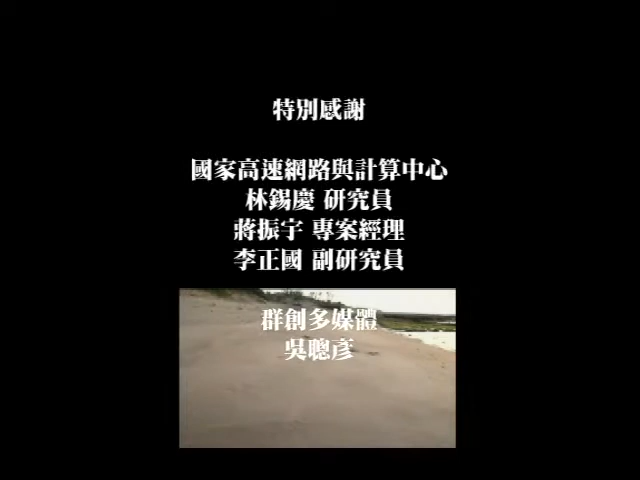 特別感謝
國家高速網路與計算中心
林錫慶 研究員
蔣振宇 專案經理
李正國 副研究員
群創多媒體
吳聰彥